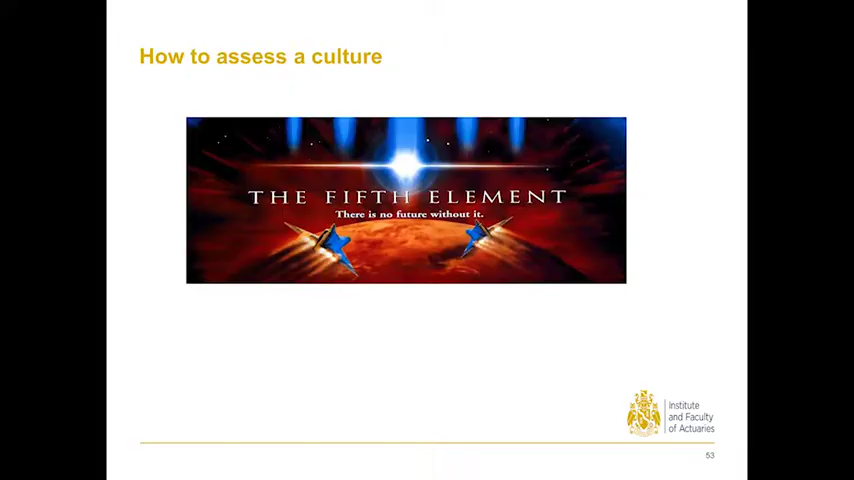 How to assess a culture
THE FIFTH ELEMENT
There is no future without it.
Institute
and Faculty
of Actuaries
53